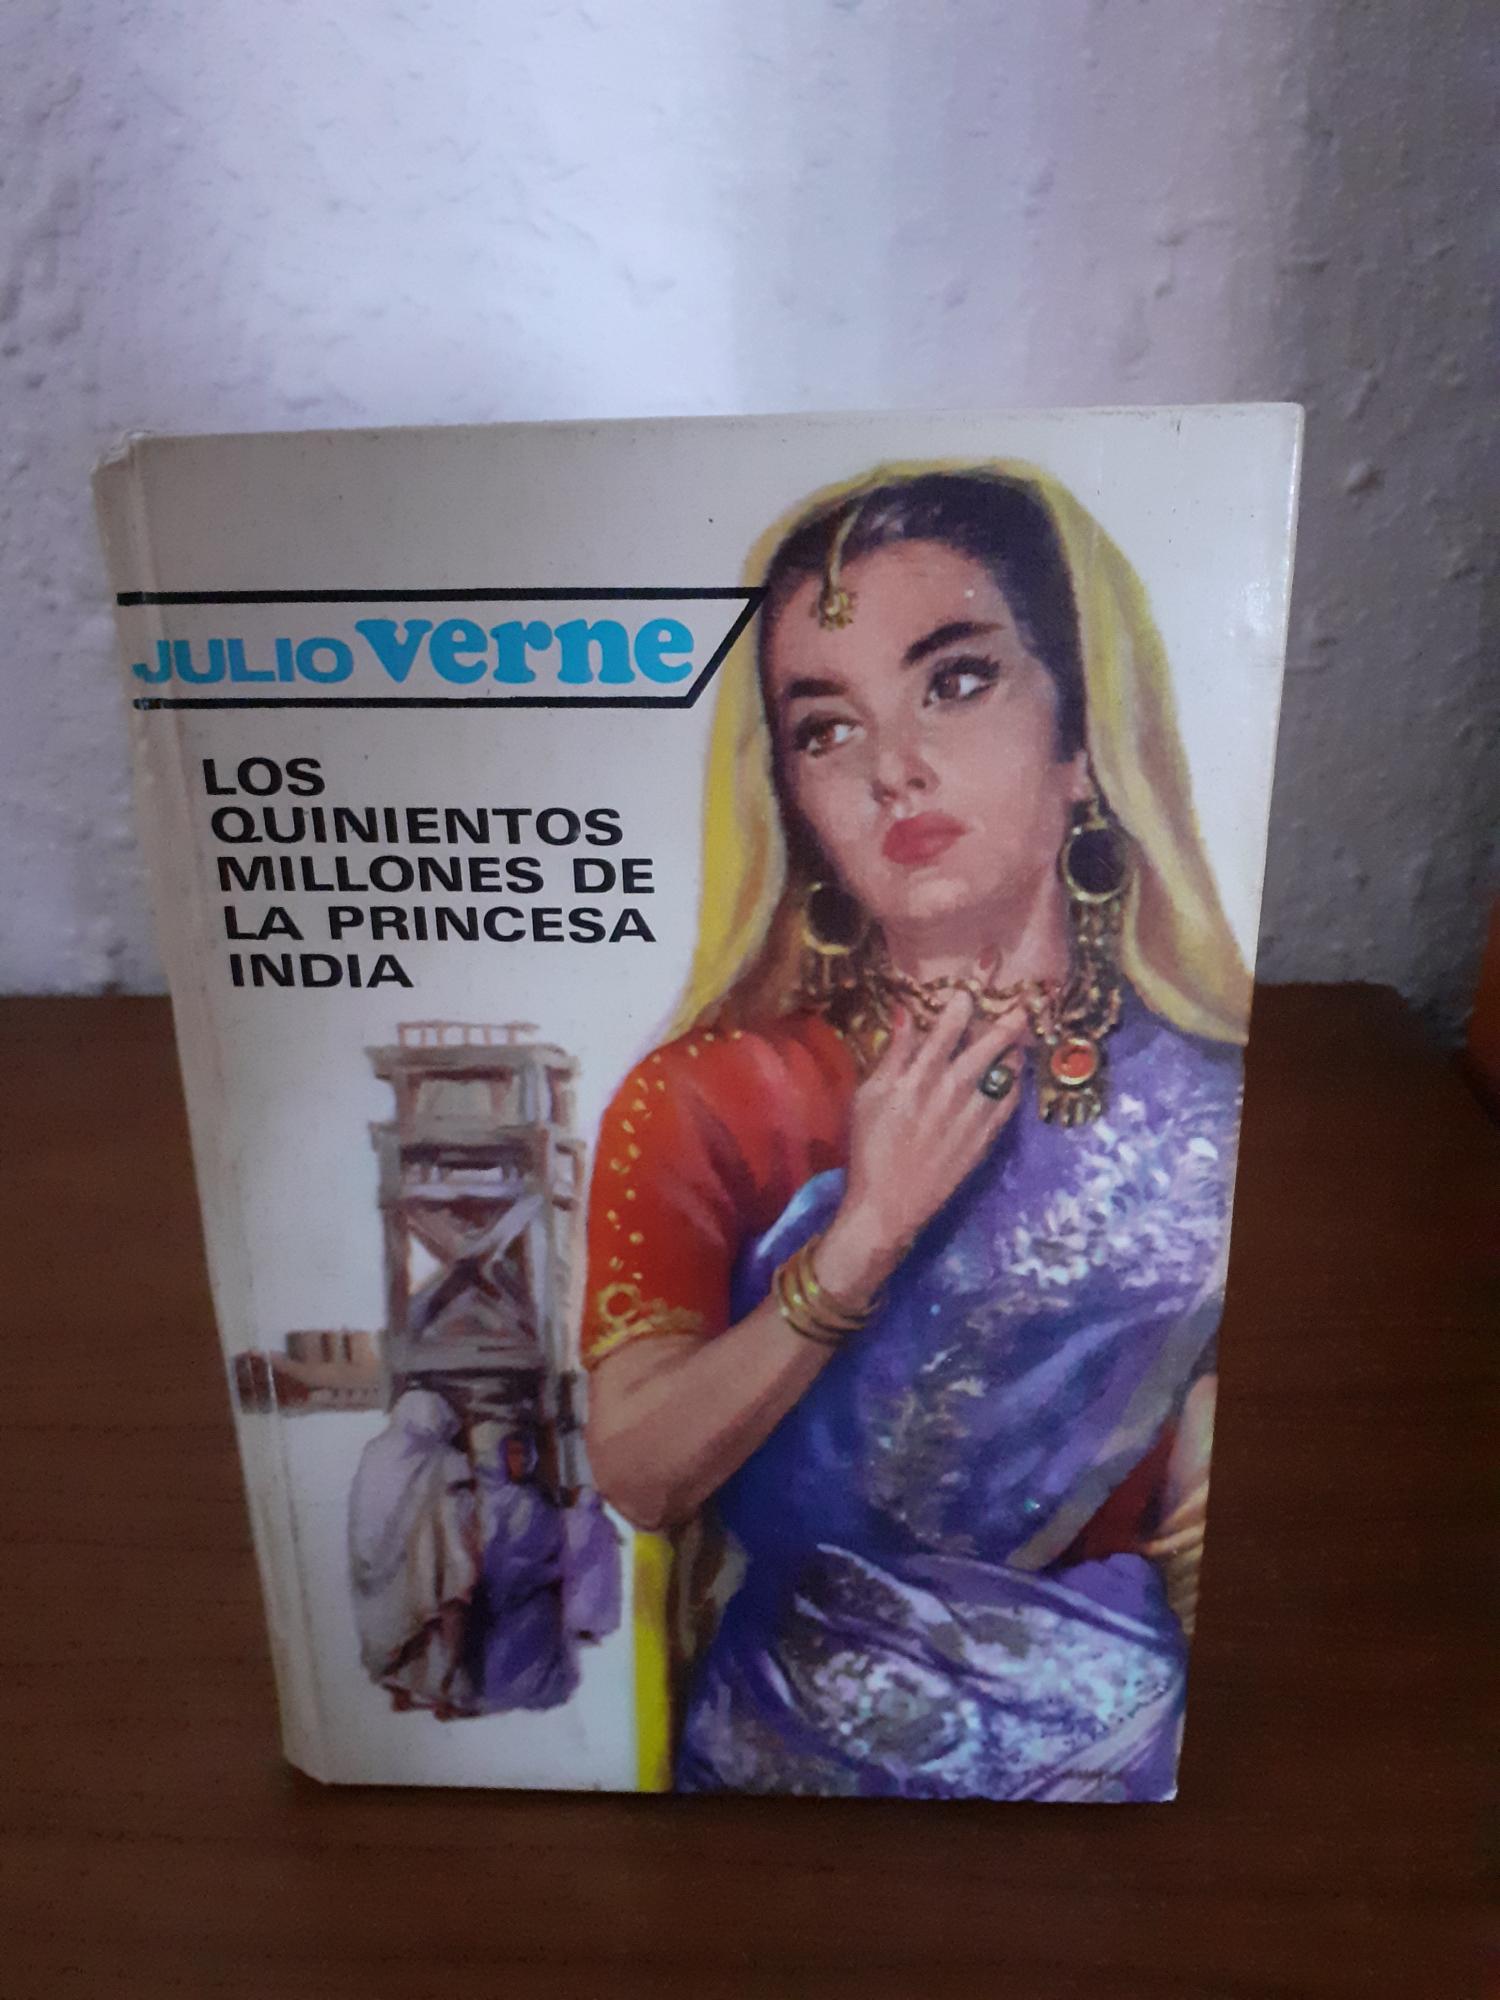 JULIO verne
LOS
QUINIENTOS
MILLONES DE
LA PRINCESA
INDIA